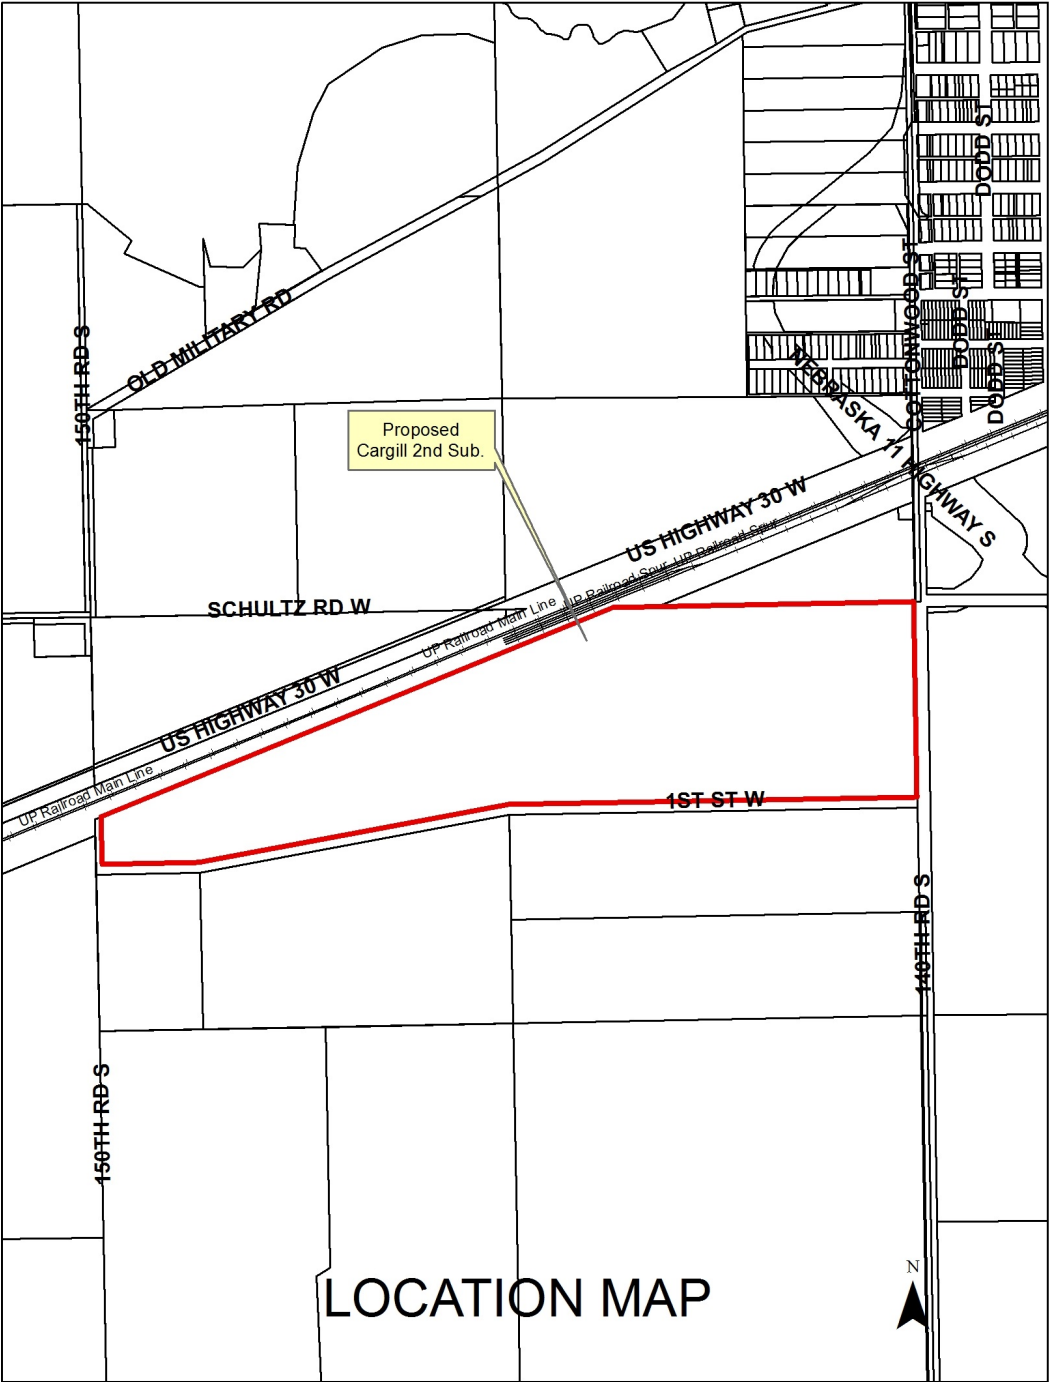 DODD ST
COTTONWOOD ST
DODD ST
DODD ST
OLD MILITARY RD
150TH RD S
NEBRASKA 11 HIGHWAY S
Proposed
Cargill 2nd Sub.
US HIGHWAY 30 W
UP Railroad Spur
UP Railroad Spur
SCHULTZ RD W
UP Railroad Main Line
US HIGHWAY 30 W
UP Railroad Main Line
1ST ST W
140TH RD S
150TH RD S
N
LOCATION MAP